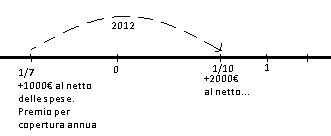 2012
1/7
0
1/10
1
+1000€ al netto
delle spese.
Premio per
copertura annua
+2000€
al netto...